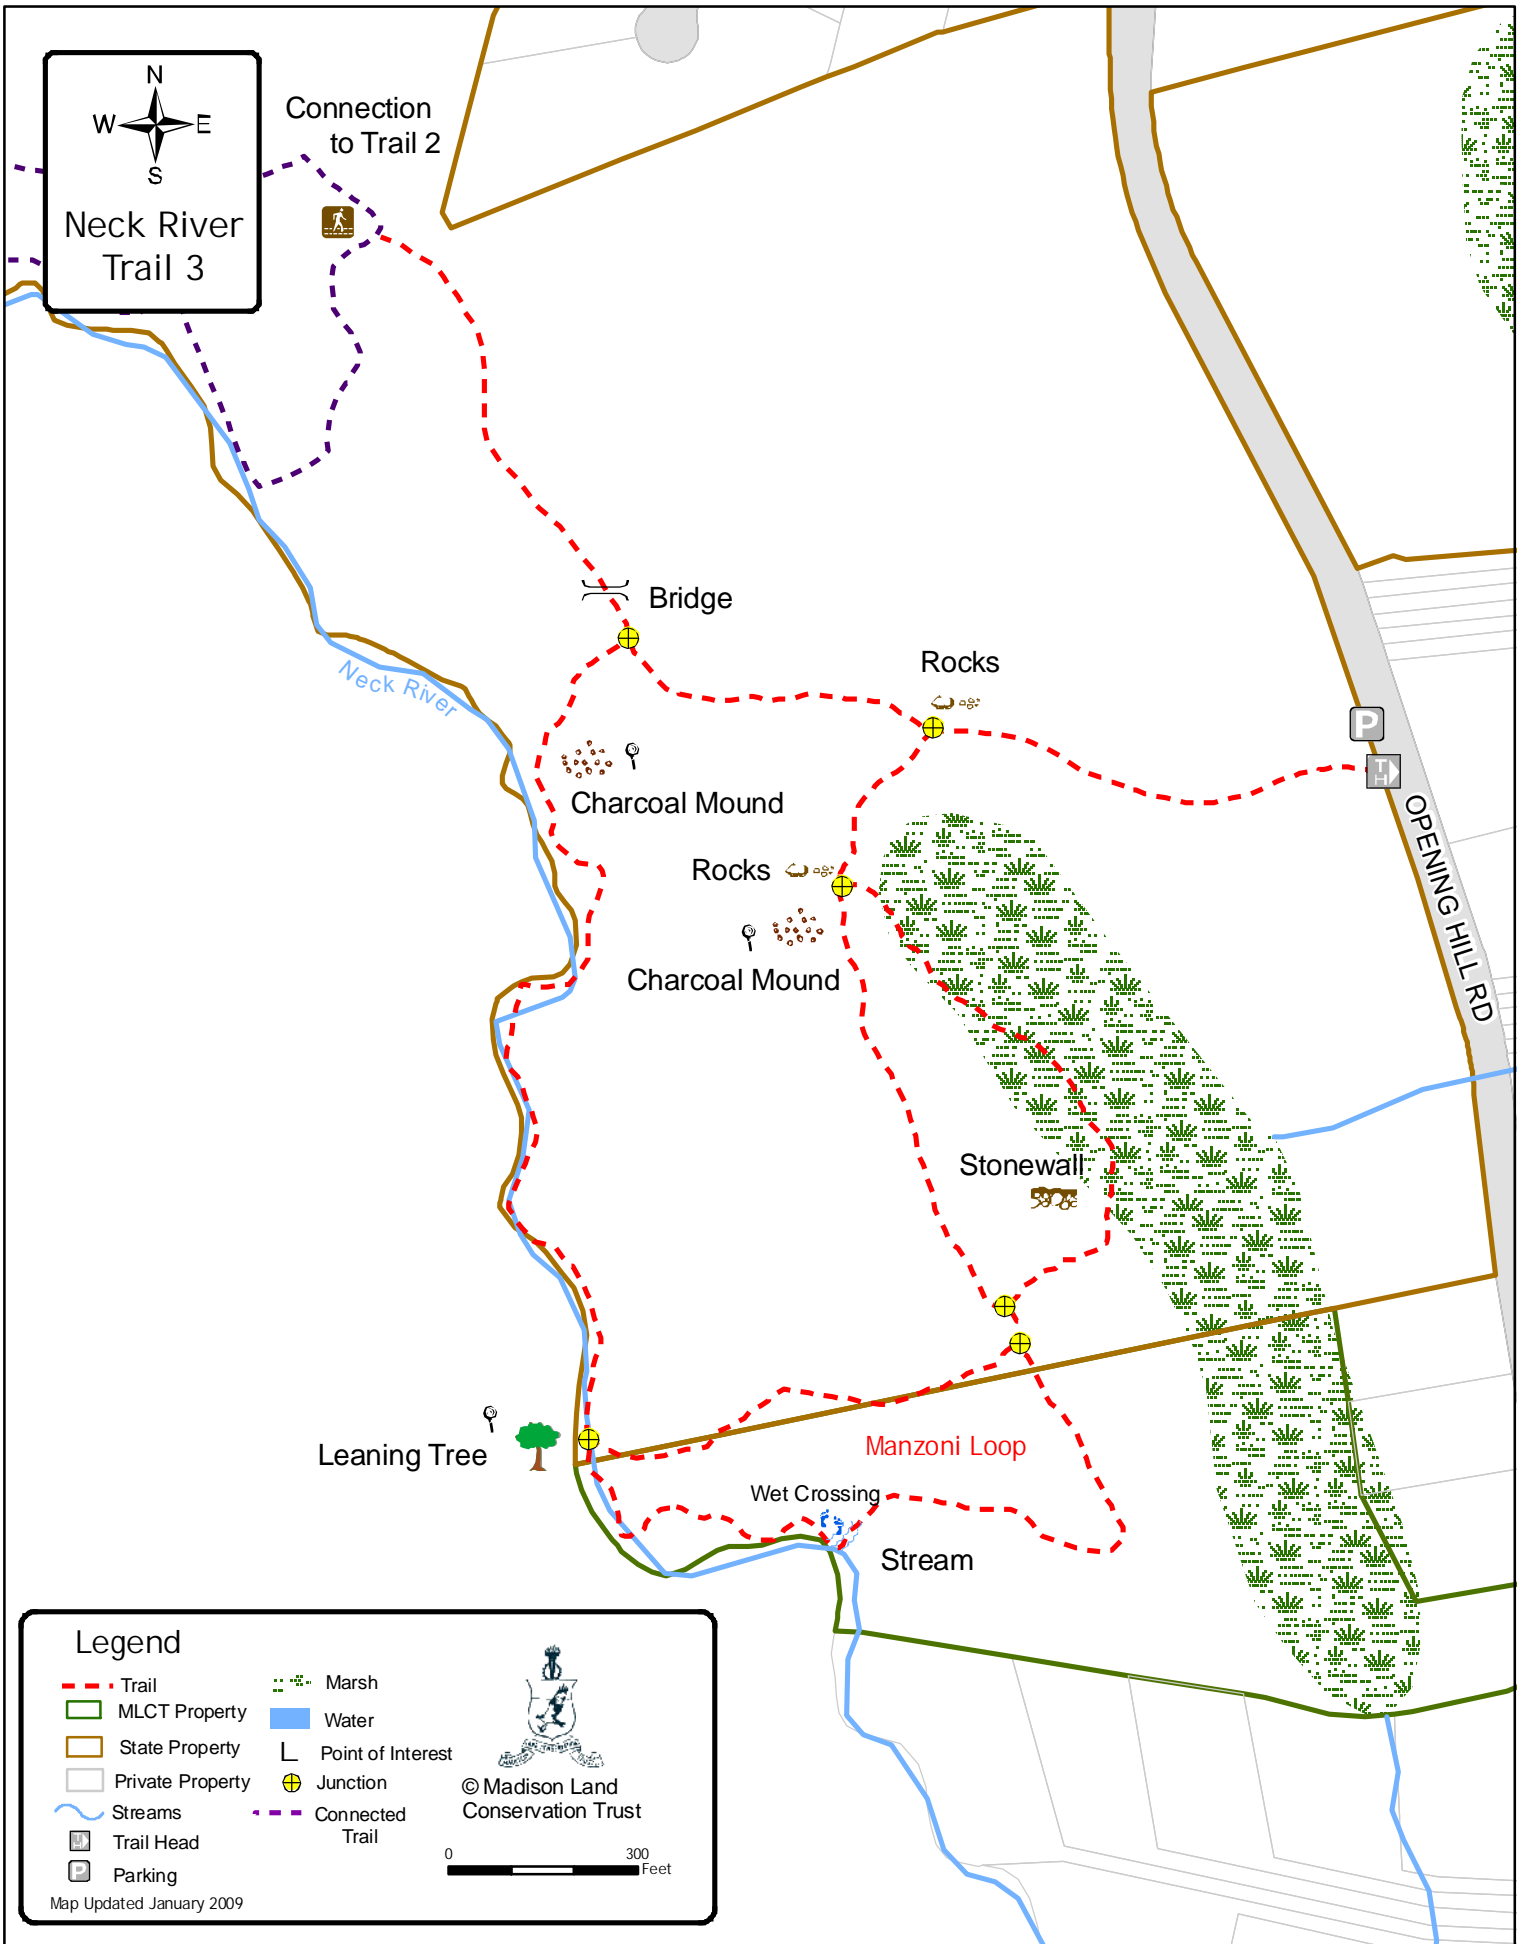 N
W E
S
Neck River
Trail 3
Connection
to Trail 2
Bridge
Rocks
Neck River
P
TH
Charcoal Mound
OPENING HILL RD
Rocks
Charcoal Mound
Stonewall
Leaning Tree
Manzoni Loop
Wet Crossing
Stream
Legend
Trail
MLCT Property
State Property
Private Property
Streams
TH
Trail Head
P
Parking
Map Updated January 2009
Marsh
Water
Point of Interest
Junction
Connected
Trail
© Madison Land
Conservation Trust
0 300
Feet